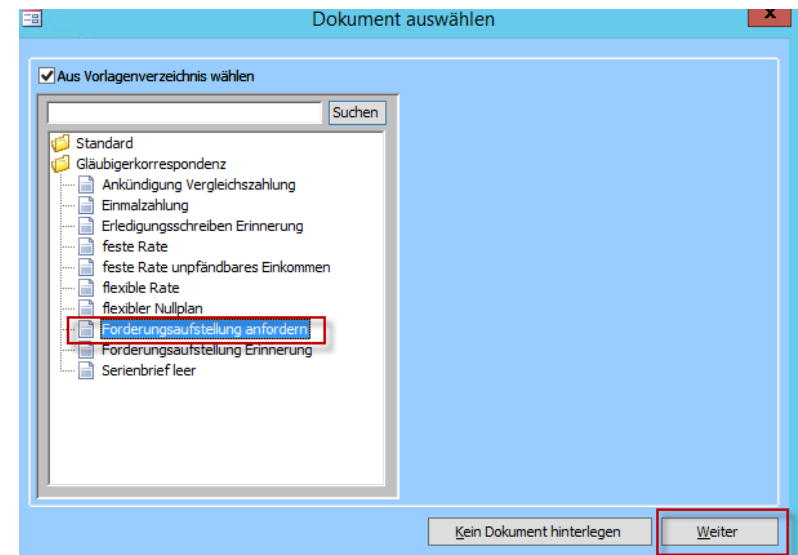 Dokument auswählen
x
Aus Vorlagenverzeichnis wählen
Suchen
Standard
Gläubigerkorrespondenz
Ankündigung Vergleichszahlung
Einmalzahlung
Erledigungsschreiben Erinnerung
feste Rate
feste Rate unpfändbares Einkommen
flexible Rate
flexibler Nullplan
Forderungsaufstellung anfordern
Forderungsaufstellung Erinnerung
Serienbrief leer
Kein Dokument hinterlegen
Weiter